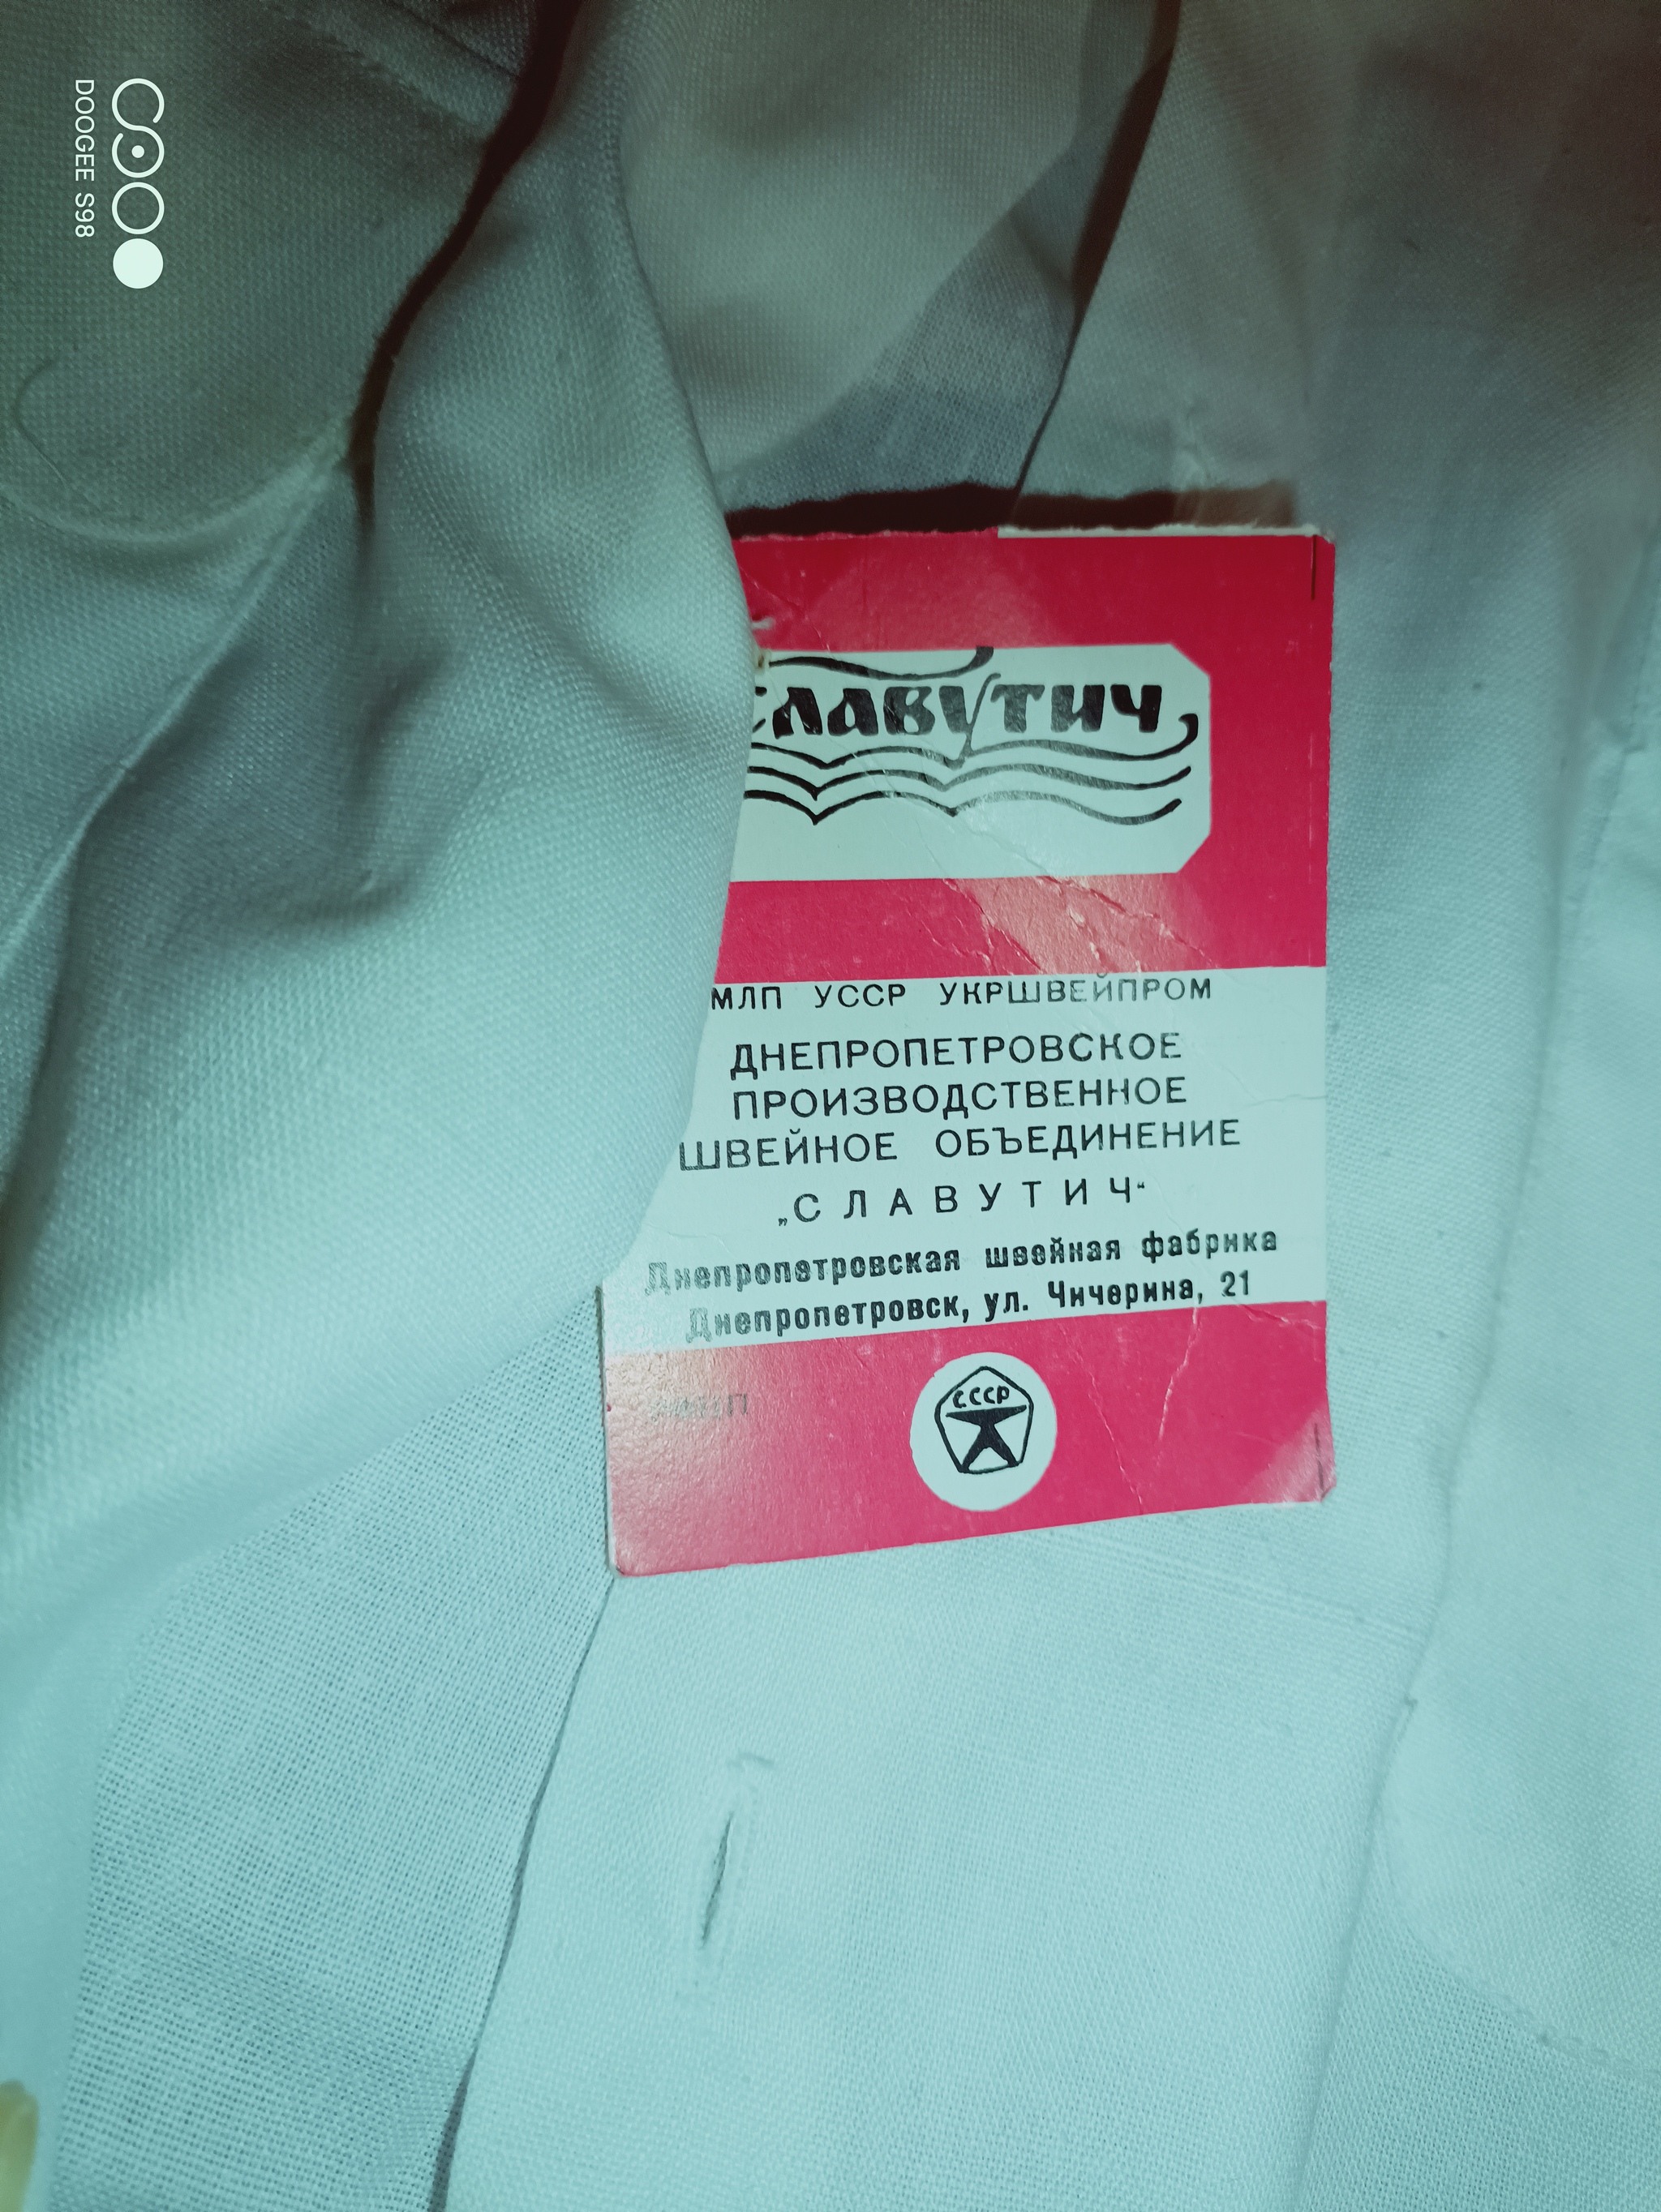 DOOGEE S98
Славутич
МЛП УССР УКРШВЕЙПРОМ
ДНЕПРОПЕТРОВСКОЕ
ПРОИЗВОДСТВЕННОЕ
ШВЕЙНОЕ ОБЪЕДИНЕНИЕ
„СЛАВУТИЧ“
Днепропетровская швейная фабрика
Днепропетровск, ул. Чичерина, 21
СССР